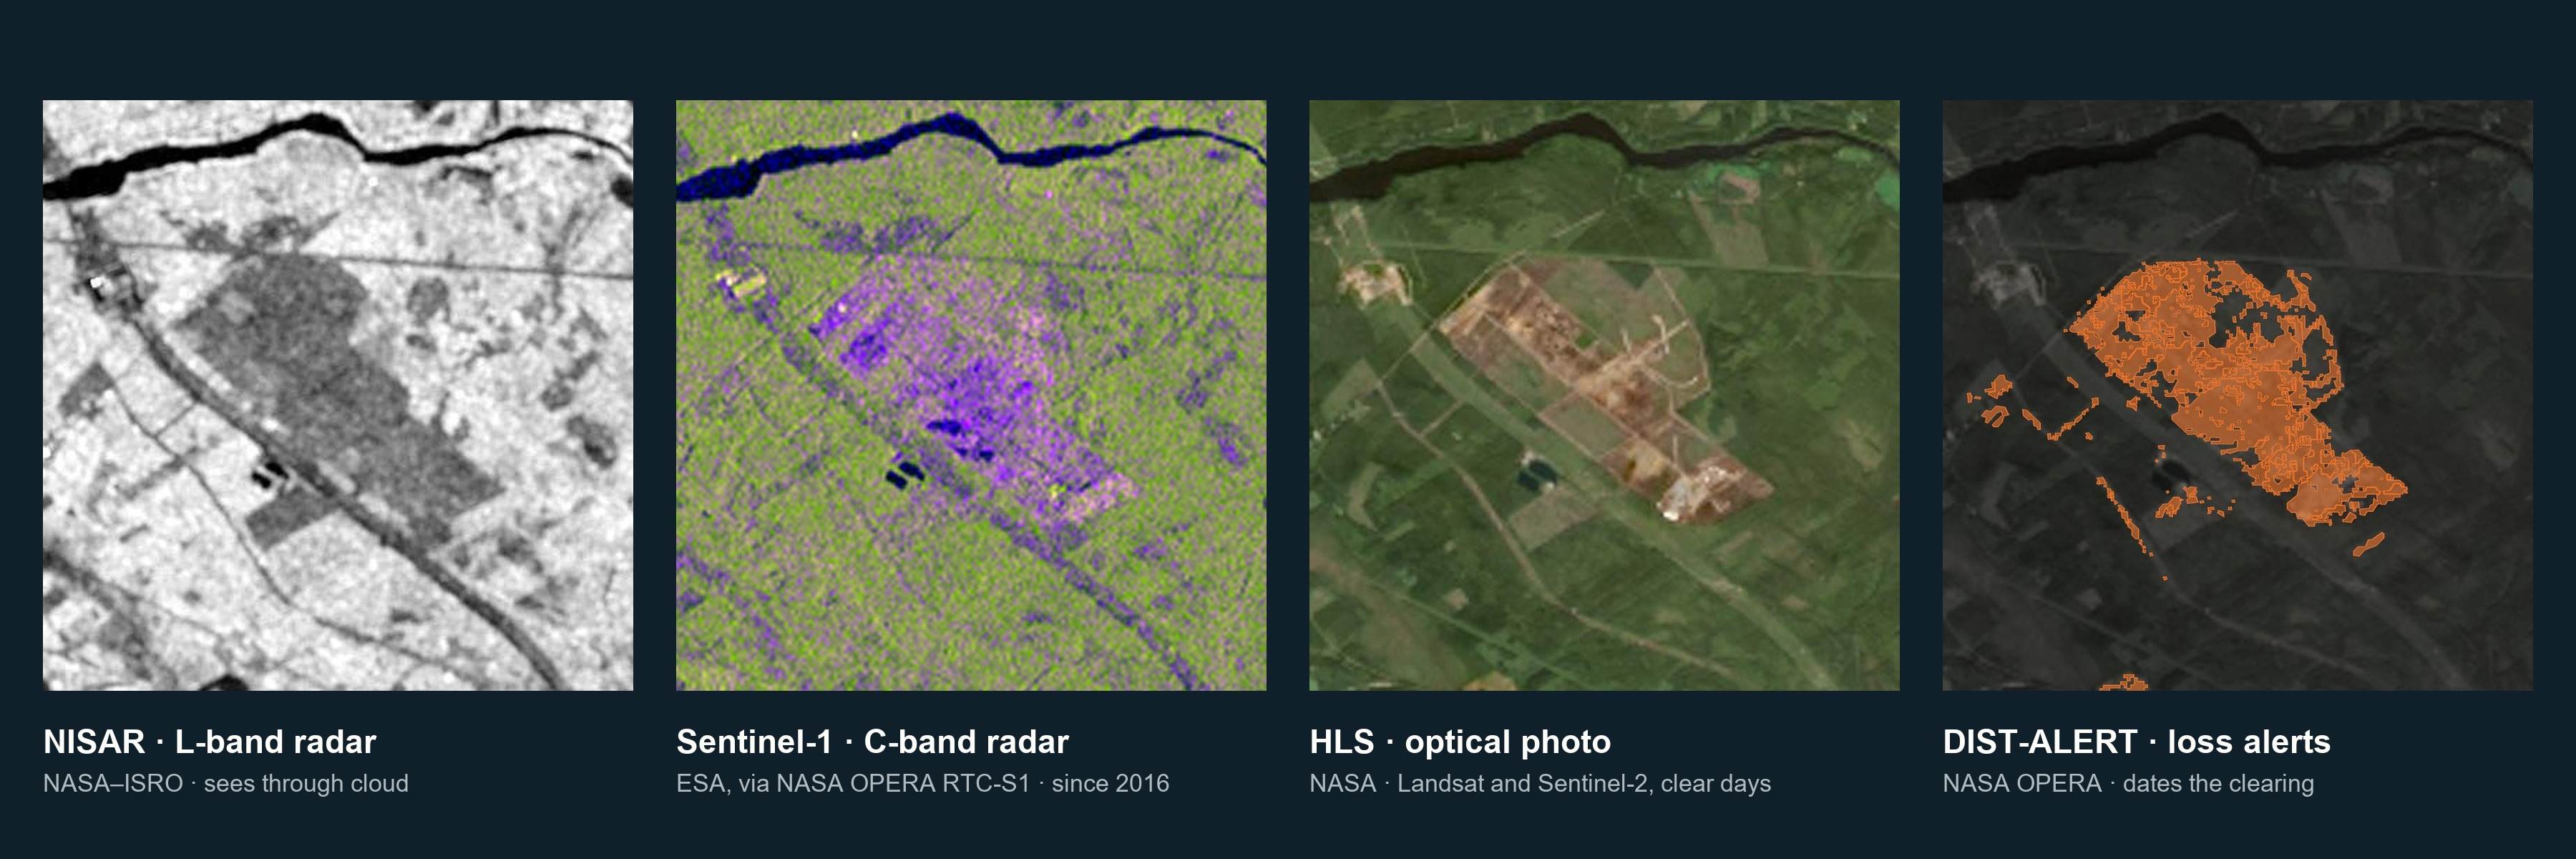 NISAR · L-band radar
NASA–ISRO · sees through cloud
Sentinel-1 · C-band radar
ESA, via NASA OPERA RTC-S1 · since 2016
HLS · optical photo
NASA · Landsat and Sentinel-2, clear days
DIST-ALERT · loss alerts
NASA OPERA · dates the clearing